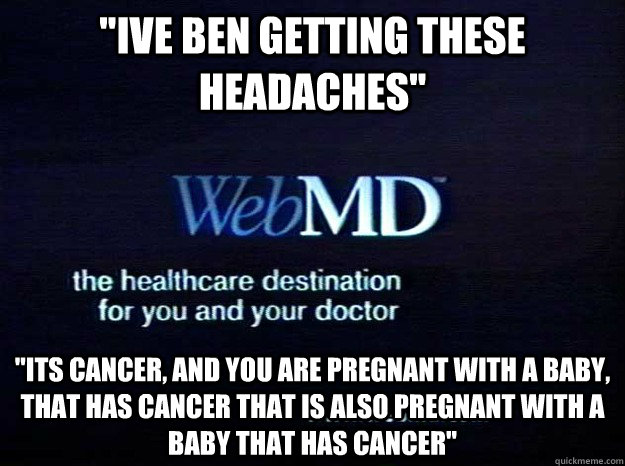 "IVE BEN GETTING THESE
HEADACHES"
WebMD™
the healthcare destination
for you and your doctor
"ITS CANCER, AND YOU ARE PREGNANT WITH A BABY,
THAT HAS CANCER THAT IS ALSO PREGNANT WITH A
BABY THAT HAS CANCER"
quickmeme.com